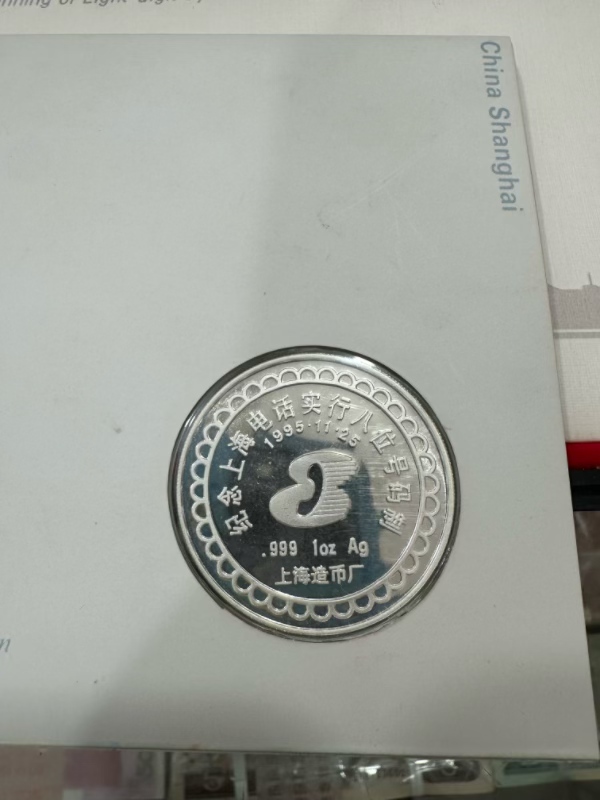 China Shanghai
纪念上海电话实行八位号码制
1995·11·25
.999 1oz Ag
上海造币厂